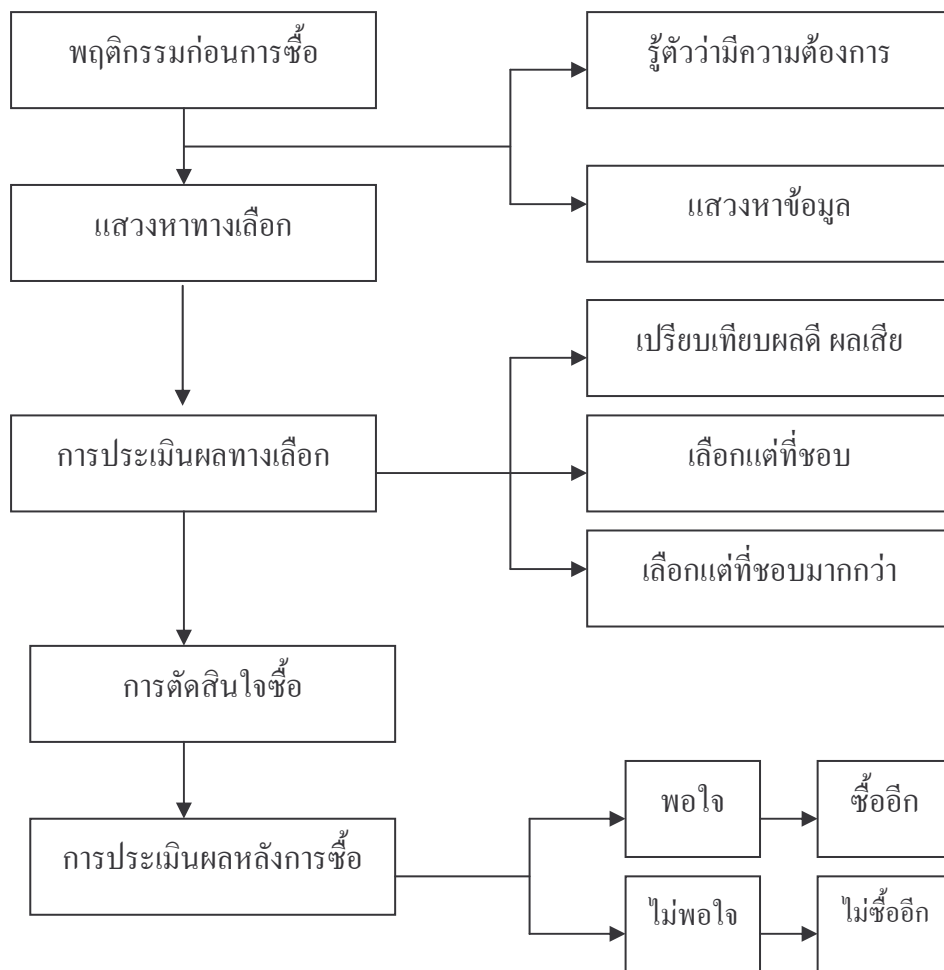 พฤติกรรมก่อนการซื้อ
รู้ตัวว่ามีความต้องการ
แสวงหาทางเลือก
แสวงหาข้อมูล
เปรียบเทียบผลดี ผลเสีย
การประเมินผลทางเลือก
เลือกแต่ที่ชอบ
เลือกแต่ที่ชอบมากกว่า
การตัดสินใจซื้อ
พอใจ
ซื้ออีก
การประเมินผลหลังการซื้อ
ไม่พอใจ
ไม่ซื้ออีก